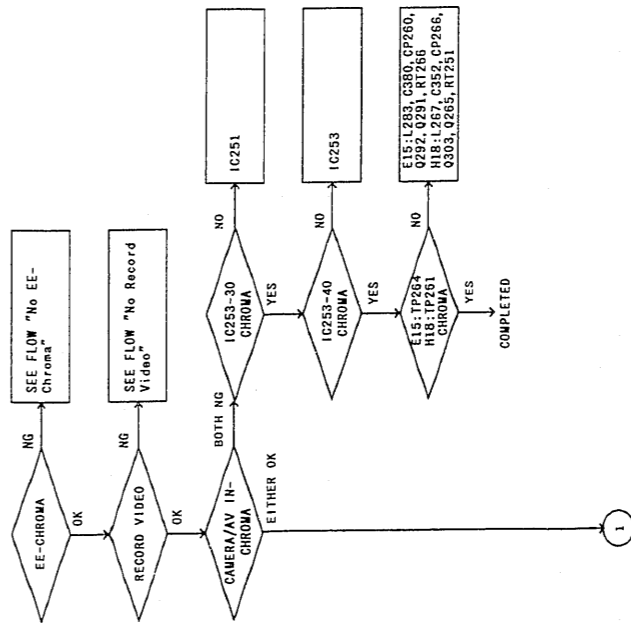 EE-CHROMA
NG
SEE FLOW "No EE-
Chroma"
OK
RECORD VIDEO
NG
SEE FLOW "No Record
Video"
OK
CAMERA/AV IN-
CHROMA
BOTH NG
EITHER OK
IC253-30
CHROMA
NO
IC251
YES
IC253-40
CHROMA
NO
IC253
YES
E15:TP264
H18:TP261
CHROMA
NO
E15:L283, C380, CP260,
Q292, Q291, RT266
H18:L267, C352, CP266,
Q303, Q265, RT251
YES
COMPLETED
1